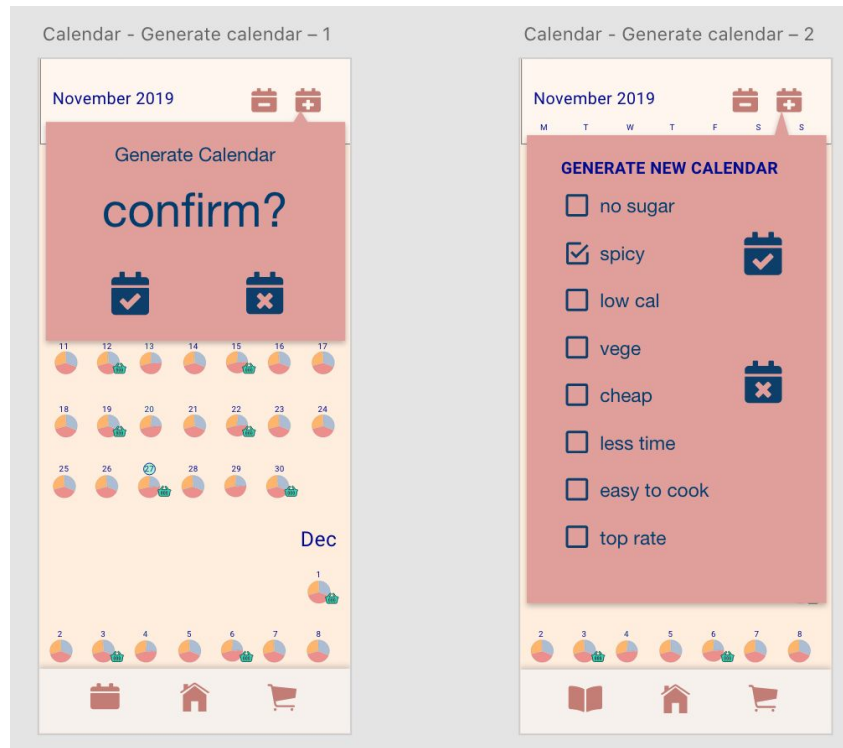 Calendar - Generate calendar – 1
November 2019
Generate Calendar
confirm?
11 12 13 14 15 16 17
18 19 20 21 22 23 24
25 26 27 28 29 30
Dec
1
2 3 4 5 6 7 8
Calendar - Generate calendar – 2
November 2019
M T W T F S S
GENERATE NEW CALENDAR
no sugar
spicy
low cal
vege
cheap
less time
easy to cook
top rate
2 3 4 5 6 7 8